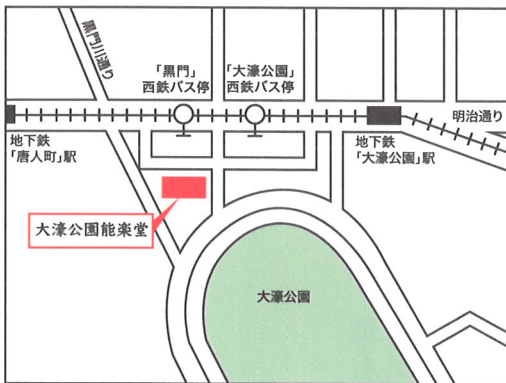 黒門川通り
「黒門」
西鉄バス停
「大濠公園」
西鉄バス停
明治通り
地下鉄
「唐人町」駅
地下鉄
「大濠公園」駅
大濠公園能楽堂
大濠公園